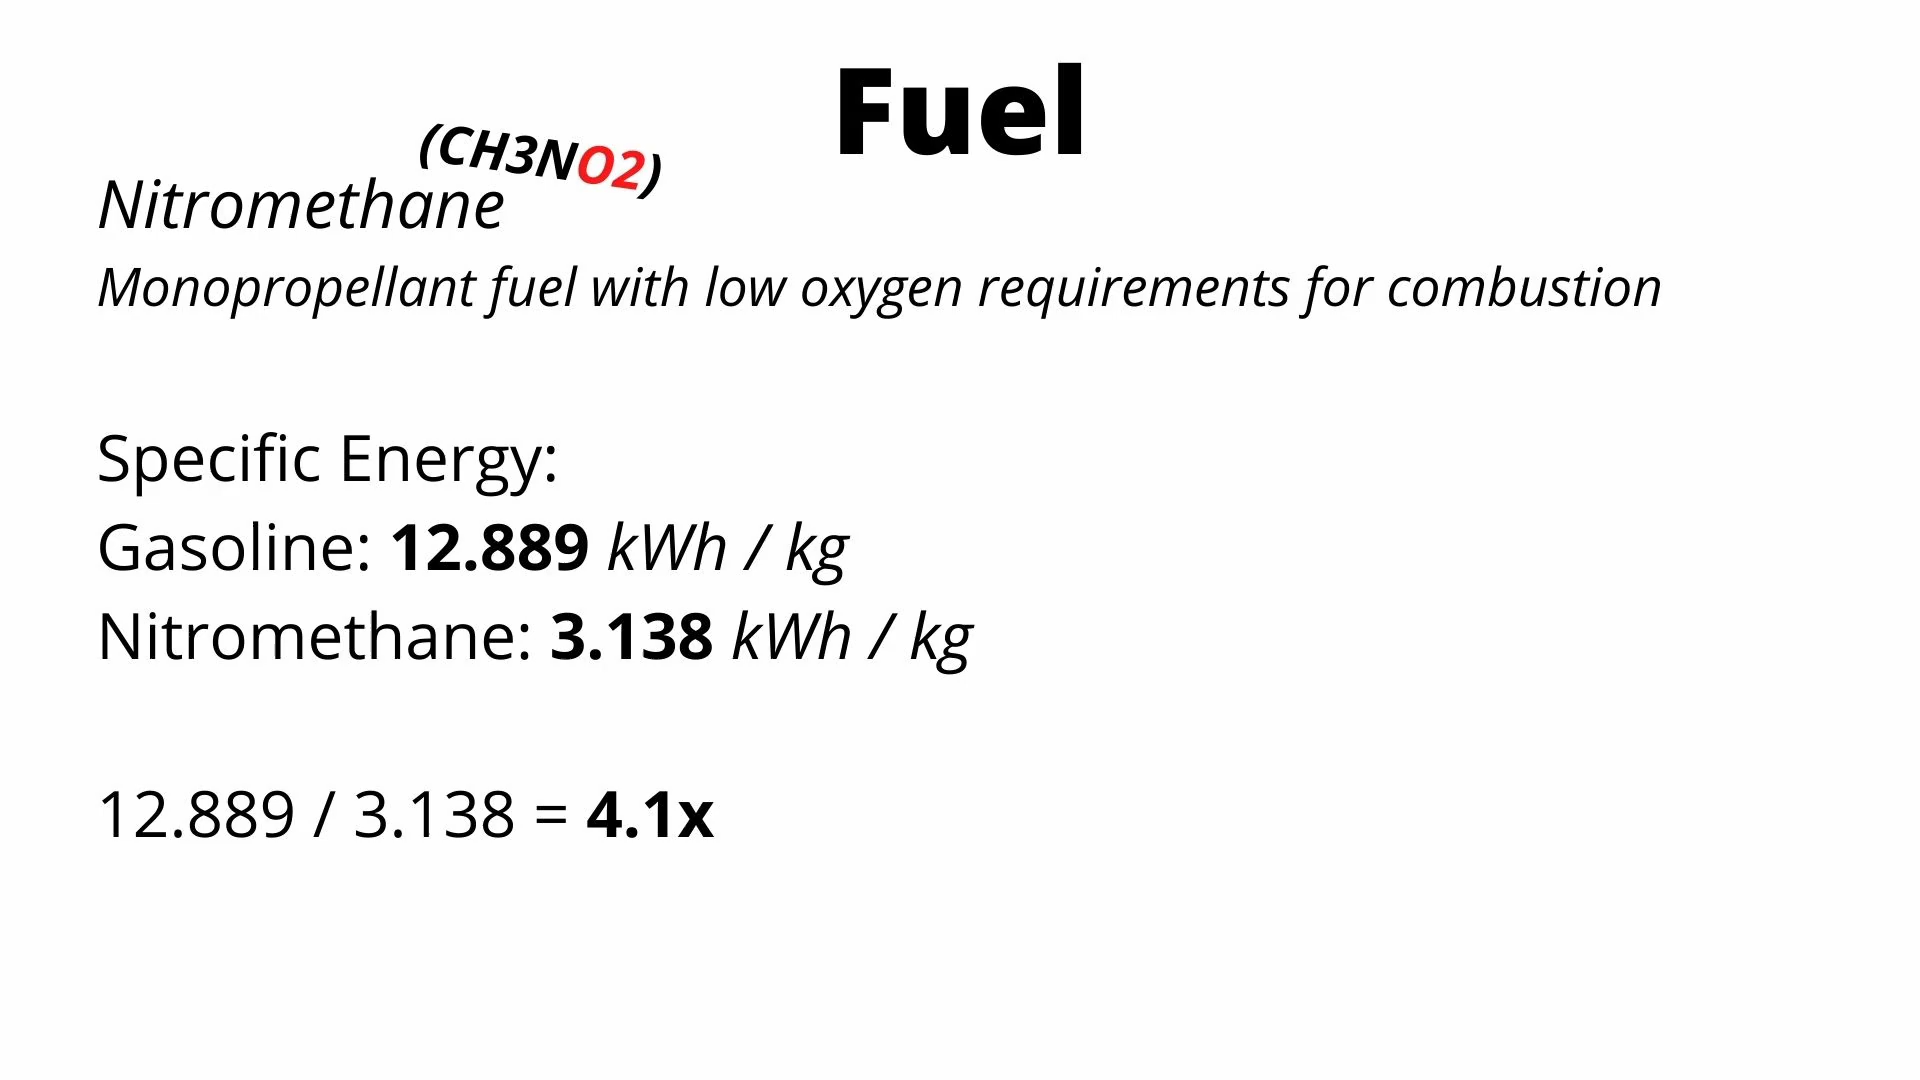 Fuel
(CH3NO2)
Nitromethane
Monopropellant fuel with low oxygen requirements for combustion
Specific Energy:
Gasoline: 12.889 kWh / kg
Nitromethane: 3.138 kWh / kg
12.889 / 3.138 = 4.1x